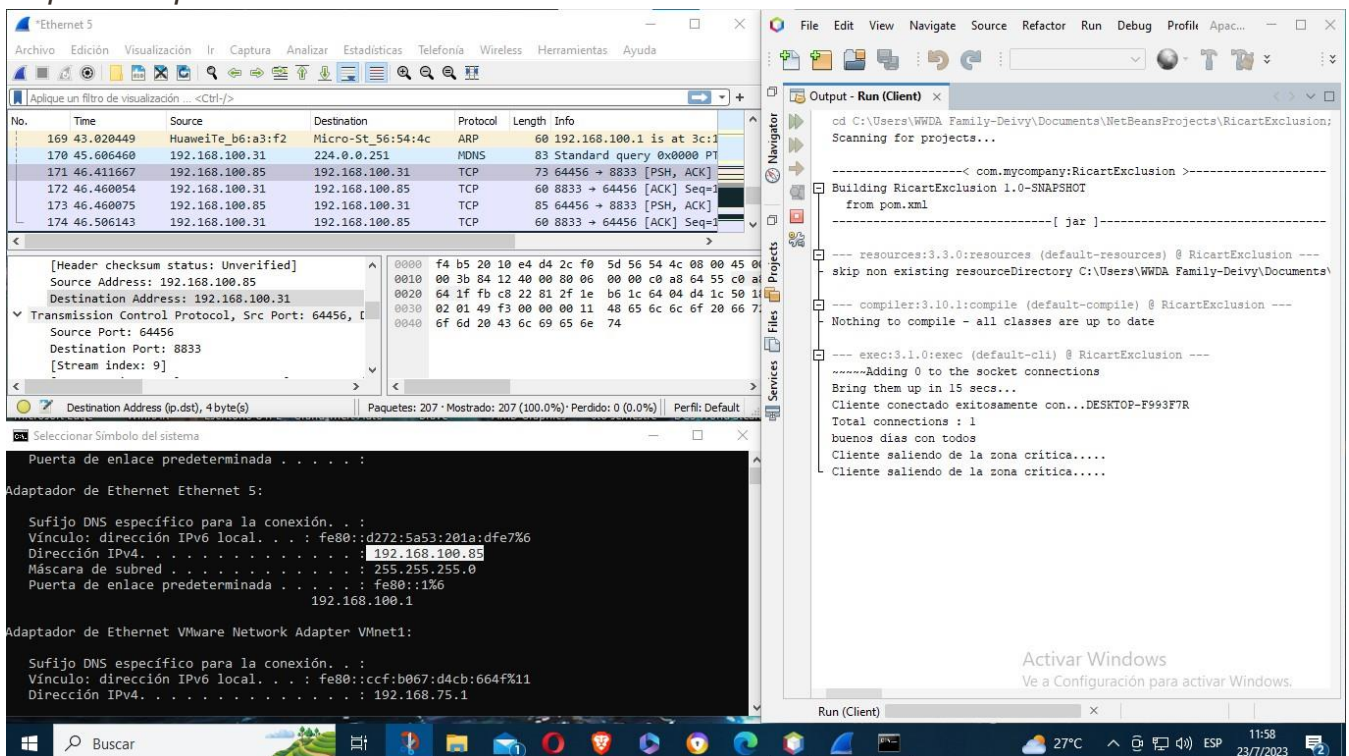 *Ethernet 5
Archivo Edición Visualización Ir Captura Analizar Estadísticas Telefonía Wireless Herramientas Ayuda
Aplique un filtro de visualización ... <Ctrl-/>
No. Time Source Destination Protocol Length Info
169 43.020449 HuaweiTe_b6:a3:f2 Micro-St_56:54:4c ARP 60 192.168.100.1 is at 3c:1
170 45.606460 192.168.100.31 224.0.0.251 MDNS 83 Standard query 0x0000 PT
171 46.411667 192.168.100.85 192.168.100.31 TCP 73 64456 → 8833 [PSH, ACK]
172 46.460054 192.168.100.31 192.168.100.85 TCP 60 8833 → 64456 [ACK] Seq=1
173 46.460075 192.168.100.85 192.168.100.31 TCP 85 64456 → 8833 [PSH, ACK]
174 46.506143 192.168.100.31 192.168.100.85 TCP 60 8833 → 64456 [ACK] Seq=1
[Header checksum status: Unverified]
Source Address: 192.168.100.85
Destination Address: 192.168.100.31
Transmission Control Protocol, Src Port: 64456,
Source Port: 64456
Destination Port: 8833
[Stream index: 9]
0000 f4 b5 20 10 e4 d4 2c f0 5d 56 54 4c 08 00 45 0
0010 00 3b 84 12 40 00 80 06 00 00 c0 a8 64 55 c0 a8
0020 64 1f fb c8 22 81 2f 1e b6 1c 64 04 d4 1c 50 18
0030 02 01 49 f3 00 00 00 11 48 65 6c 6c 6f 20 66 7
0040 6f 6d 20 43 6c 69 65 6e 74
Destination Address (ip.dst), 4 byte(s) Paquetes: 207 · Mostrado: 207 (100.0%) · Perdido: 0 (0.0%) Perfil: Default
Seleccionar Símbolo del sistema
Puerta de enlace predeterminada . . . . . :
Adaptador de Ethernet Ethernet 5:
Sufijo DNS específico para la conexión. . :
Vínculo: dirección IPv6 local. . . : fe80::d272:5a53:201a:dfe7%6
Dirección IPv4. . . . . . . . . . . . . . : 192.168.100.85
Máscara de subred . . . . . . . . . . . . : 255.255.255.0
Puerta de enlace predeterminada . . . . . : fe80::1%6
192.168.100.1
Adaptador de Ethernet VMware Network Adapter VMnet1:
Sufijo DNS específico para la conexión. . :
Vínculo: dirección IPv6 local. . . : fe80::ccf:b067:d4cb:664f%11
Dirección IPv4. . . . . . . . . . . . . . : 192.168.75.1
File Edit View Navigate Source Refactor Run Debug Profile Apac...
Output - Run (Client)
Navigator
Projects
Files
Services
cd C:\Users\WWDA Family-Deivy\Documents\NetBeansProjects\RicartExclusion;
Scanning for projects...
------------------< com.mycompany:RicartExclusion >-------------------
Building RicartExclusion 1.0-SNAPSHOT
from pom.xml
--------------------------------[ jar ]---------------------------------
--- resources:3.3.0:resources (default-resources) @ RicartExclusion ---
skip non existing resourceDirectory C:\Users\WWDA Family-Deivy\Documents\
--- compiler:3.10.1:compile (default-compile) @ RicartExclusion ---
Nothing to compile - all classes are up to date
--- exec:3.1.0:exec (default-cli) @ RicartExclusion ---
~~~~~Adding 0 to the socket connections
Bring them up in 15 secs...
Cliente conectado exitosamente con...DESKTOP-F993F7R
Total connections : 1
buenos dias con todos
Cliente saliendo de la zona crítica.....
Cliente saliendo de la zona crítica.....
Activar Windows
Ve a Configuración para activar Windows.
Run (Client)
Buscar
27°C
ESP
11:58
23/7/2023
2